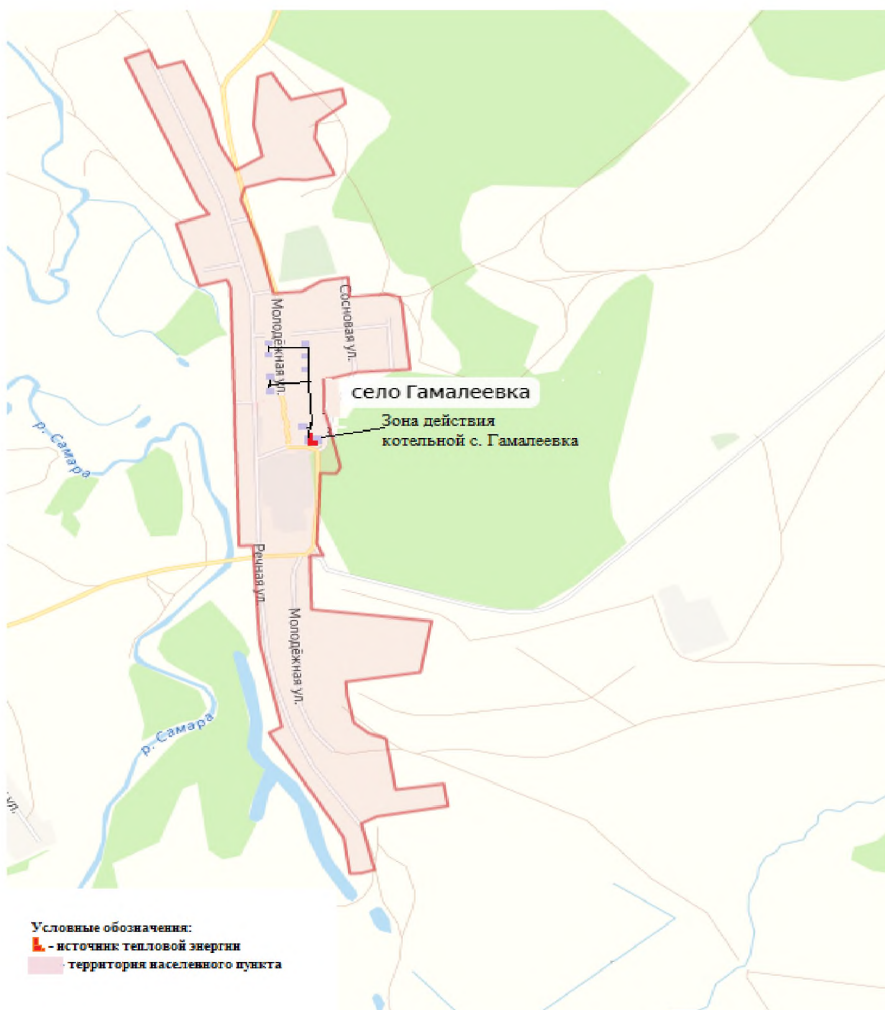 Молодёжная ул.
Сосновая ул.
село Гамалеевка
Зона действия
котельной с. Гамалеевка
р. Самара
Речная ул.
Молодёжная ул.
р. Самара
ул.
Условные обозначения:
- источник тепловой энергии
- территория населенного пункта